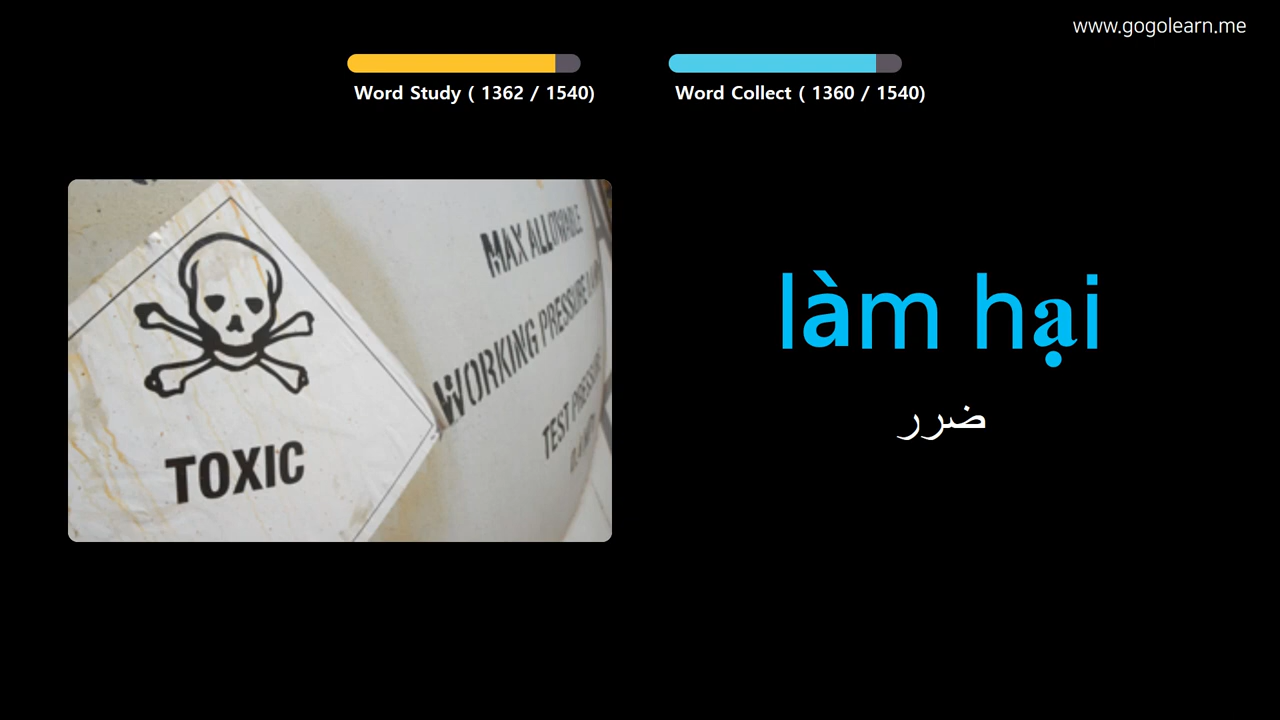 www.gogolearn.me
Word Study ( 1362 / 1540)
Word Collect ( 1360 / 1540)
MAX ALLOWABLE
WORKING PRESSURE
TEST PRESSURE
TOXIC
làm hại
ضرر